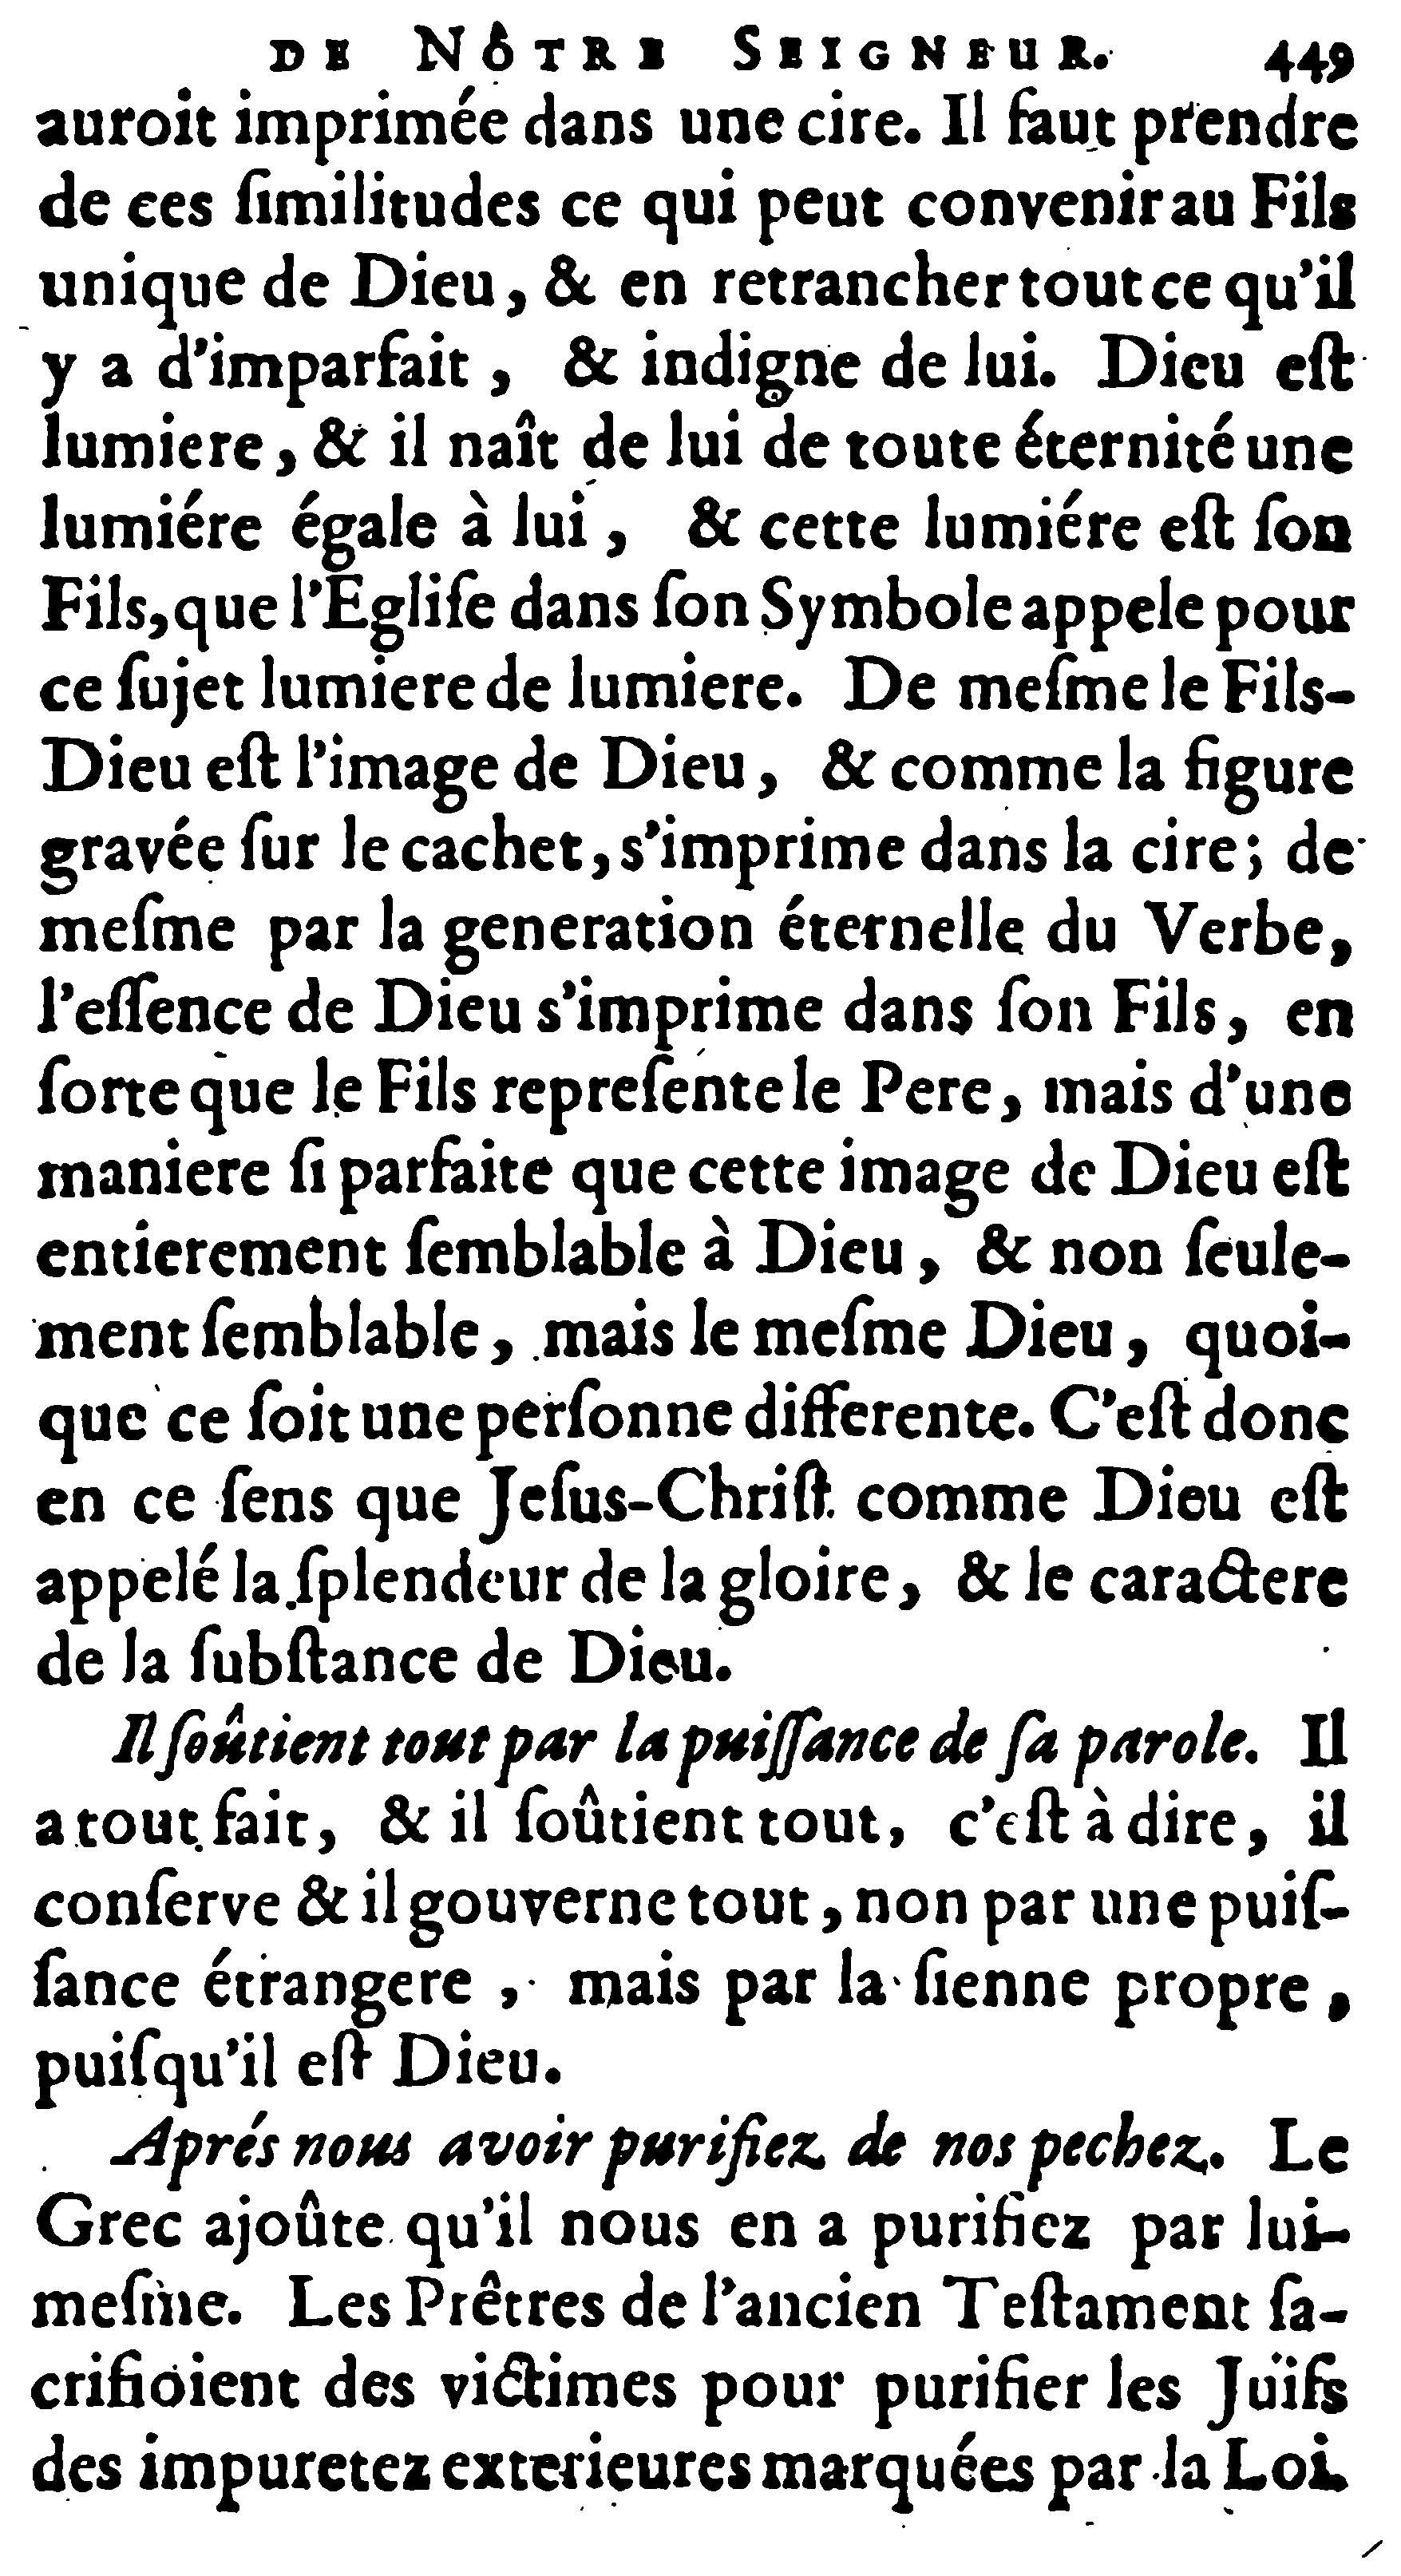 DE NÔTRE SEIGNEUR. 449
auroit imprimée dans une cire. Il faut prendre
de ces ſimilitudes ce qui peut convenir au Fils
unique de Dieu, & en retrancher tout ce qu'il
y a d'imparfait, & indigne de lui. Dieu eſt
lumiere, & il naît de lui de toute éternité une
lumiére égale à lui, & cette lumiére eſt ſon
Fils, que l'Egliſe dans ſon Symbole appele pour
ce ſujet lumiere de lumiere. De meſme le Fils-
Dieu eſt l'image de Dieu, & comme la figure
gravée ſur le cachet, s'imprime dans la cire; de
meſme par la generation éternelle du Verbe,
l'eſſence de Dieu s'imprime dans ſon Fils, en
ſorte que le Fils repreſente le Pere, mais d'une
maniere ſi parfaite que cette image de Dieu eſt
entierement ſemblable à Dieu, & non ſeule-
ment ſemblable, mais le meſme Dieu, quoi-
que ce ſoit une perſonne differente. C'eſt donc
en ce ſens que Jeſus-Chriſt comme Dieu eſt
appelé la ſplendeur de la gloire, & le caractere
de la ſubſtance de Dieu.
Il ſoûtient tout par la puiſſance de ſa parole. Il
a tout fait, & il ſoûtient tout, c'eſt à dire, il
conſerve & il gouverne tout, non par une puiſ-
ſance étrangere, mais par la ſienne propre,
puiſqu'il eſt Dieu.
Aprés nous avoir purifiez de nos pechez. Le
Grec ajoûte qu'il nous en a purifiez par lui-
meſme. Les Prêtres de l'ancien Teſtament ſa-
crifioient des victimes pour purifier les Juifs
des impuretez exterieures marquées par la Loi.